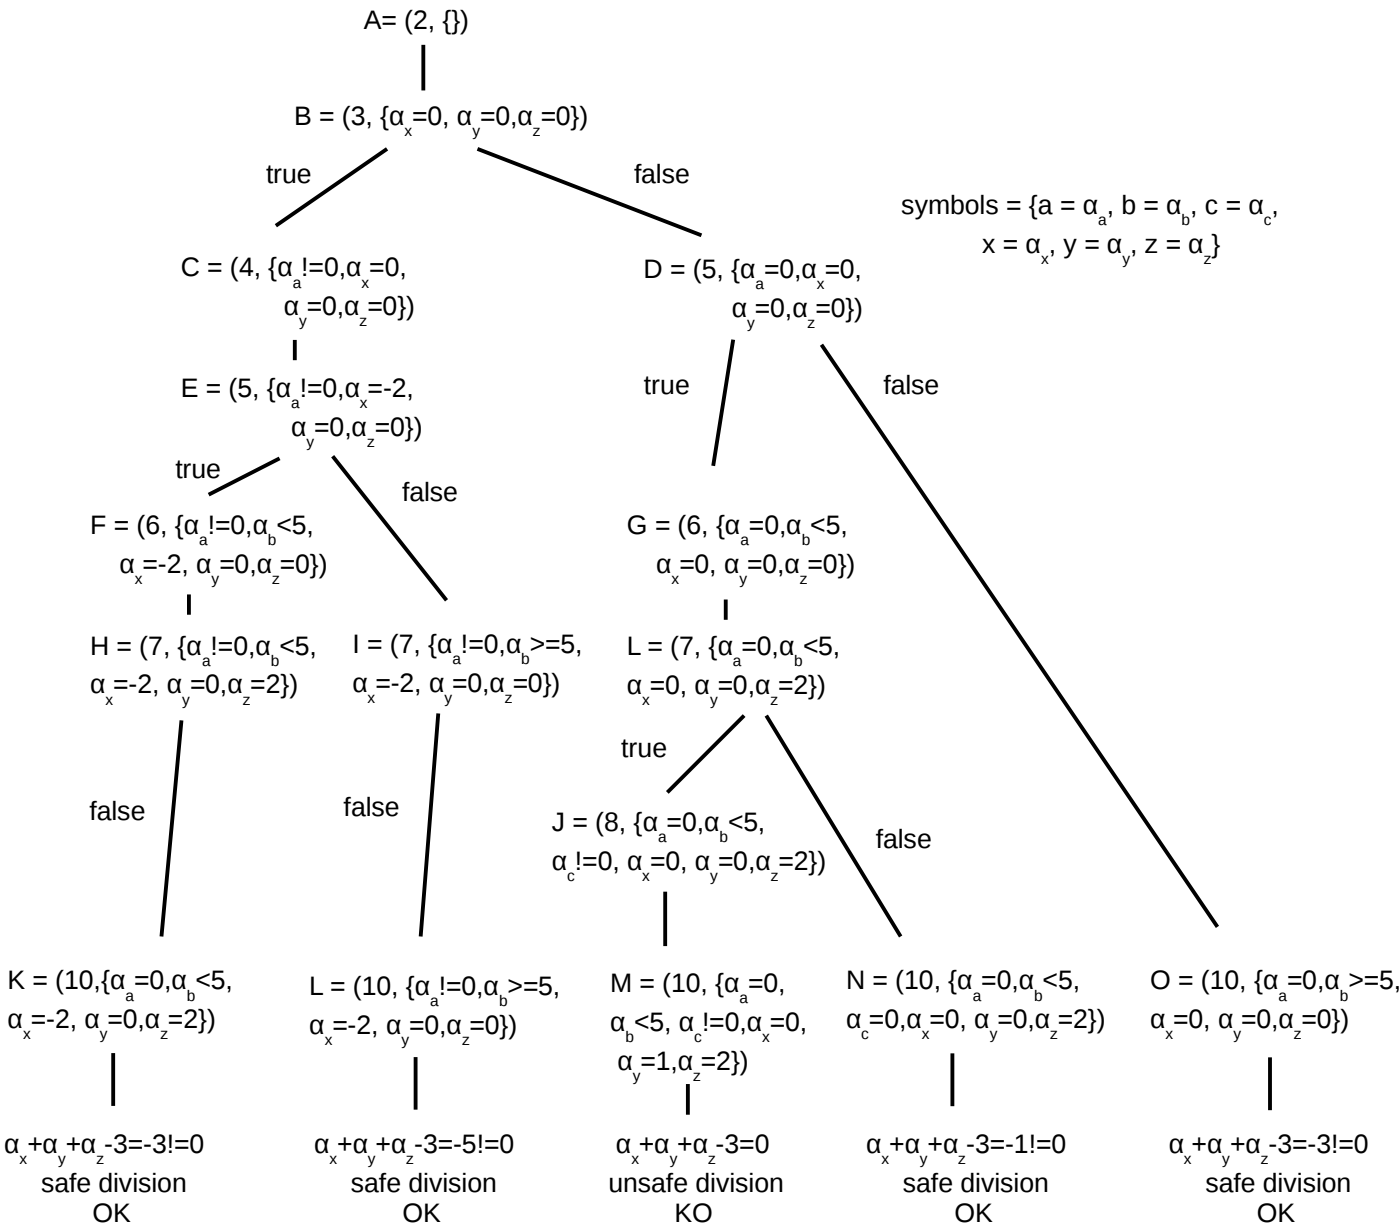 A= (2, {})
B = (3, {αx=0, αy=0,αz=0})
true
false
symbols = {a = αa, b = αb, c = αc,
x = αx, y = αy, z = αz}
C = (4, {αa!=0,αx=0,
αy=0,αz=0})
D = (5, {αa=0,αx=0,
αy=0,αz=0})
E = (5, {αa!=0,αx=-2,
αy=0,αz=0})
true
false
true
false
F = (6, {αa!=0,αb<5,
αx=-2, αy=0,αz=0})
G = (6, {αa=0,αb<5,
αx=0, αy=0,αz=0})
H = (7, {αa!=0,αb<5,
αx=-2, αy=0,αz=2})
I = (7, {αa!=0,αb>=5,
αx=-2, αy=0,αz=0})
L = (7, {αa=0,αb<5,
αx=0, αy=0,αz=2})
false
false
true
false
J = (8, {αa=0,αb<5,
αc!=0, αx=0, αy=0,αz=2})
K = (10,{αa=0,αb<5,
αx=-2, αy=0,αz=2})
L = (10, {αa!=0,αb>=5,
αx=-2, αy=0,αz=0})
M = (10, {αa=0,
αb<5, αc!=0,αx=0,
αy=1,αz=2})
N = (10, {αa=0,αb<5,
αc=0,αx=0, αy=0,αz=2})
O = (10, {αa=0,αb>=5,
αx=0, αy=0,αz=0})
αx+αy+αz-3=-3!=0
safe division
OK
αx+αy+αz-3=-5!=0
safe division
OK
αx+αy+αz-3=0
unsafe division
KO
αx+αy+αz-3=-1!=0
safe division
OK
αx+αy+αz-3=-3!=0
safe division
OK